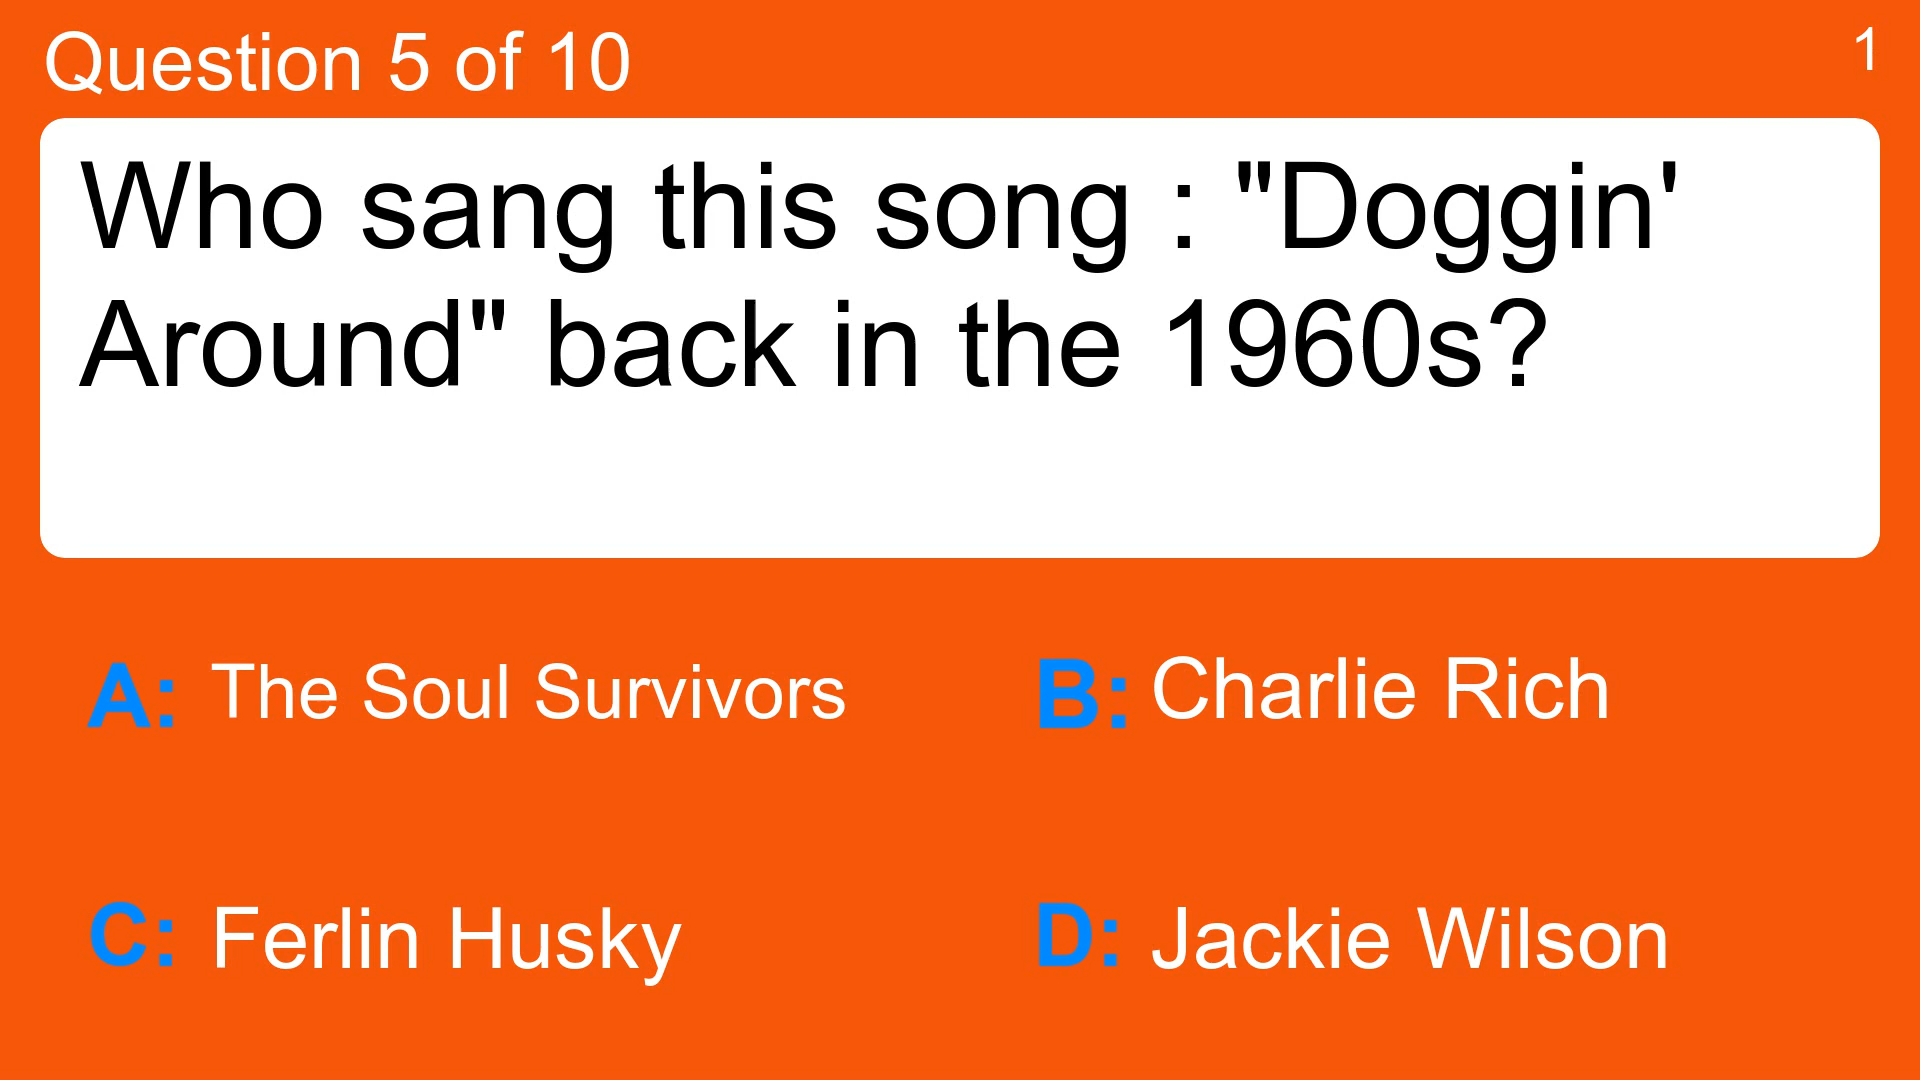 Question 5 of 10
1
Who sang this song : "Doggin'
Around" back in the 1960s?
A: The Soul Survivors
B: Charlie Rich
C: Ferlin Husky
D: Jackie Wilson